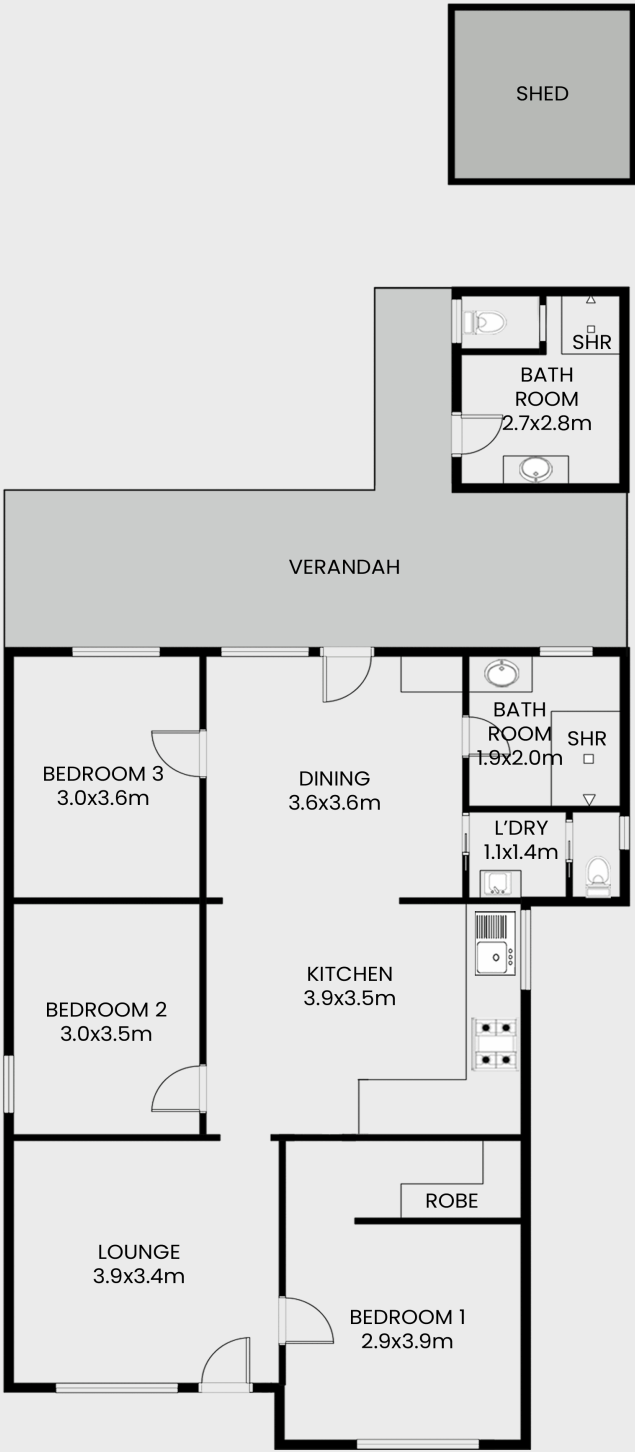 SHED
SHR
BATH
ROOM
2.7x2.8m
VERANDAH
BATH
ROOM
1.9x2.0m
SHR
BEDROOM 3
3.0x3.6m
DINING
3.6x3.6m
L'DRY
1.1x1.4m
KITCHEN
3.9x3.5m
BEDROOM 2
3.0x3.5m
ROBE
LOUNGE
3.9x3.4m
BEDROOM 1
2.9x3.9m